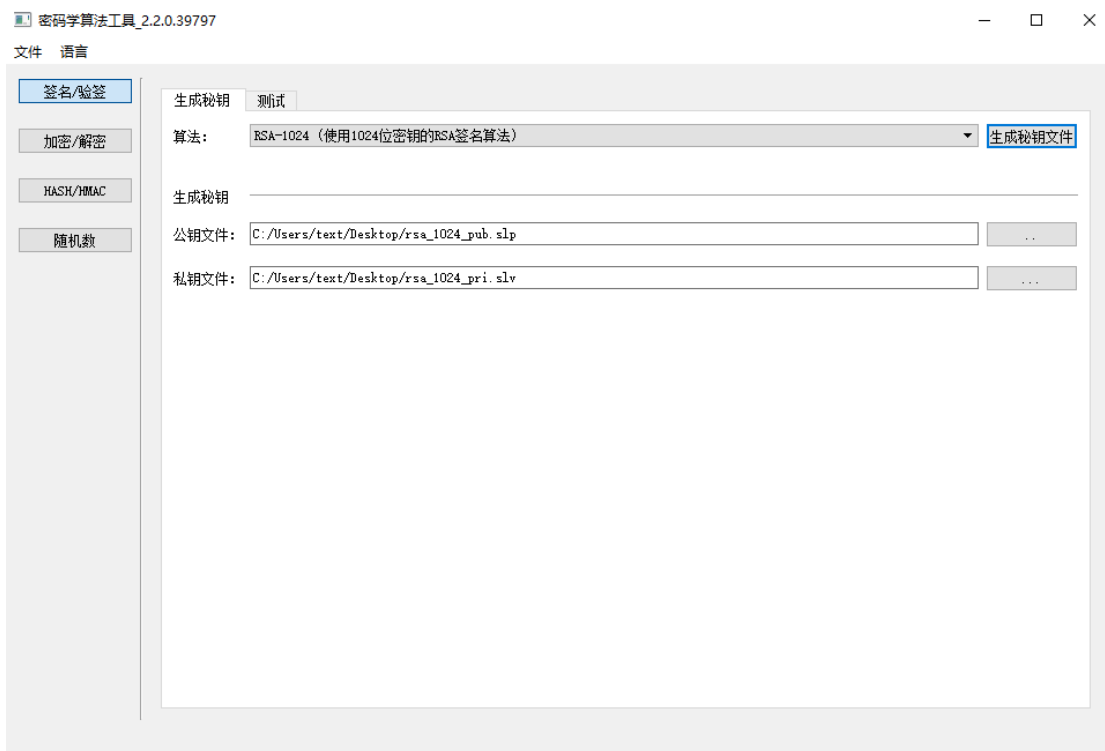 密码学算法工具_2.2.0.39797
文件 语言
签名/验签
加密/解密
HASH/HMAC
随机数
生成秘钥 测试
算法: RSA-1024 (使用1024位密钥的RSA签名算法) 生成秘钥文件
生成秘钥
公钥文件: C:/Users/text/Desktop/rsa_1024_pub.slp ..
私钥文件: C:/Users/text/Desktop/rsa_1024_pri.slv ...